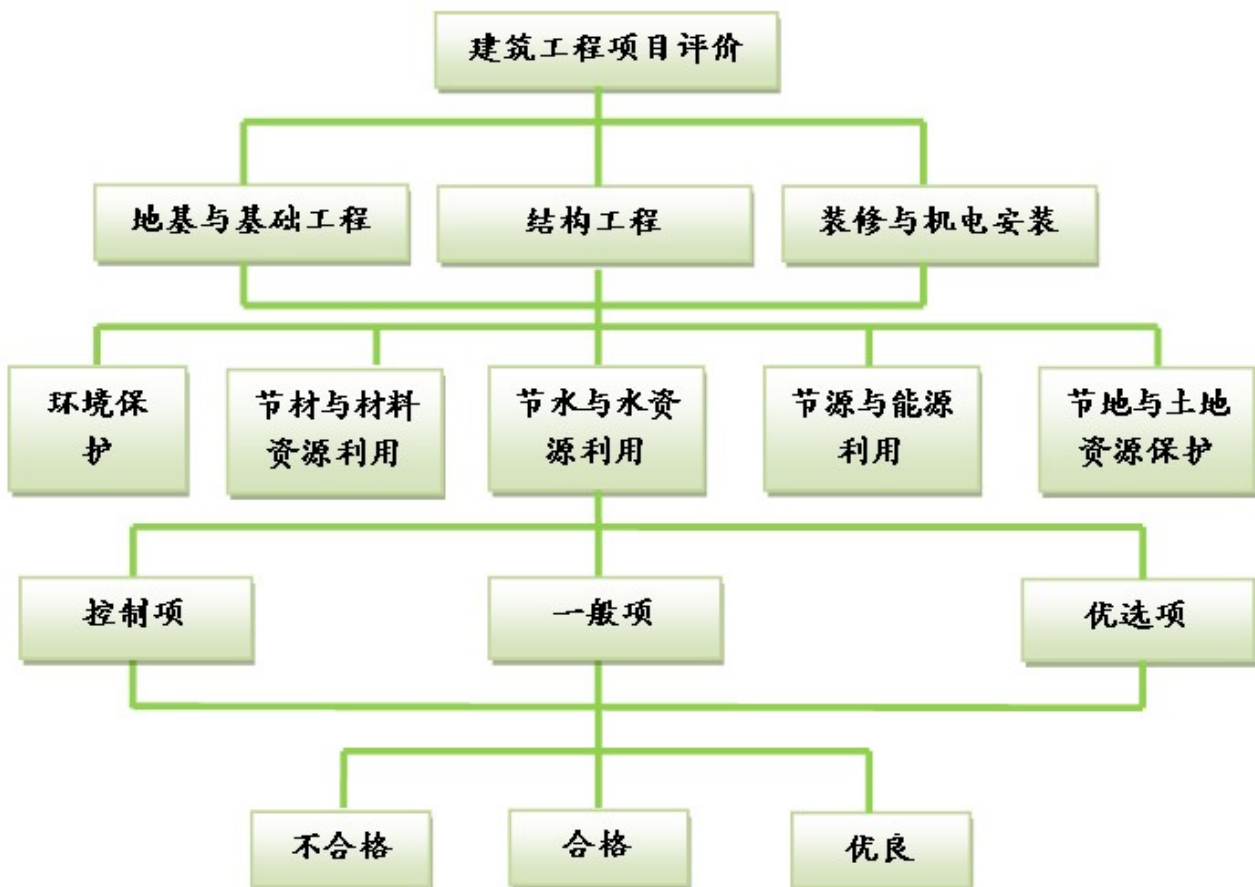 建筑工程项目评价
地基与基础工程
结构工程
装修与机电安装
环境保
护
节材与材料
资源利用
节水与水资
源利用
节源与能源
利用
节地与土地
资源保护
控制项
一般项
优选项
不合格
合格
优良